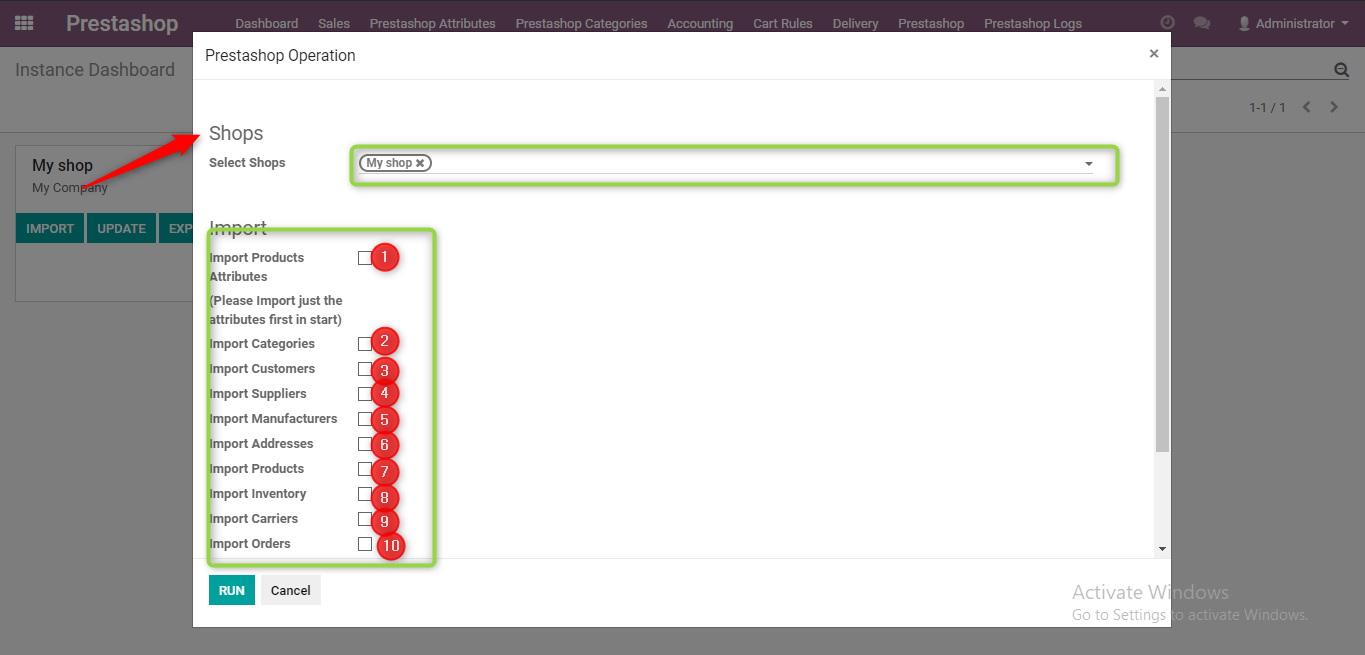 Prestashop Dashboard Sales Prestashop Attributes Prestashop Categories Accounting Cart Rules Delivery Prestashop Prestashop Logs Administrator
Prestashop Operation ×
Instance Dashboard
1-1 / 1
Shops
Select Shops My shop ×
My shop
My Company
IMPORT UPDATE EXP
Import
Import Products 1
Attributes
(Please Import just the
attributes first in start)
Import Categories 2
Import Customers 3
Import Suppliers 4
Import Manufacturers 5
Import Addresses 6
Import Products 7
Import Inventory 8
Import Carriers 9
Import Orders 10
RUN Cancel
Activate Windows
Go to Settings to activate Windows.